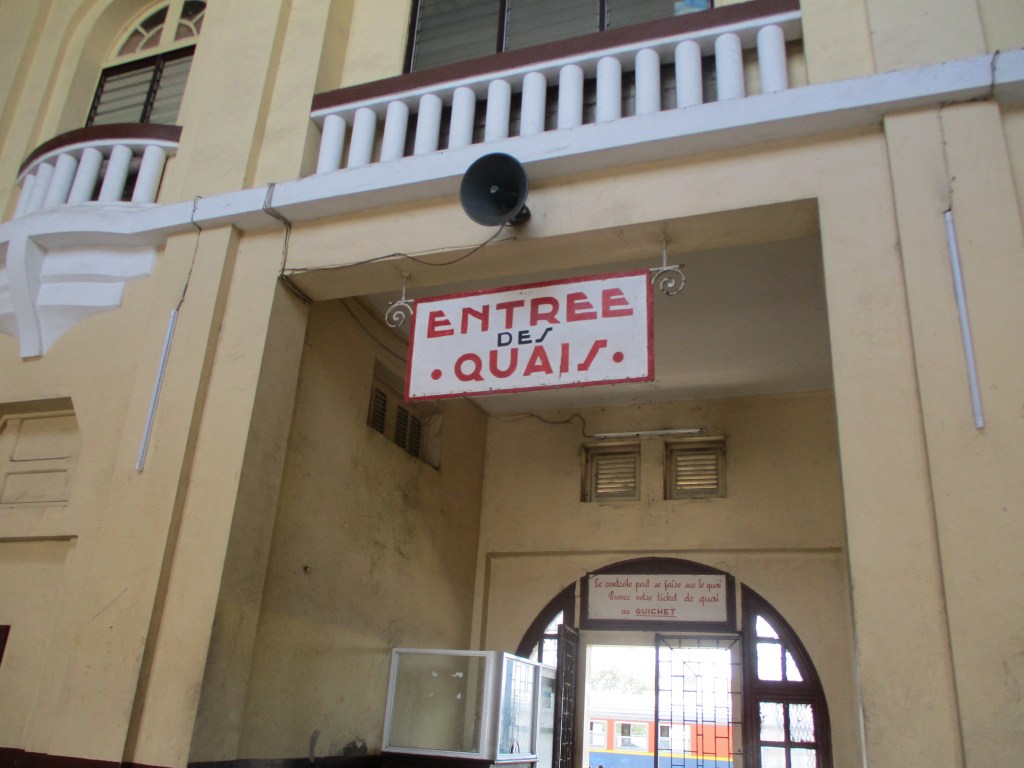 ENTREE
DES
• QUAIS •
Le contrôle peut se faire sur le quai
Prenez votre ticket de quai
au GUICHET